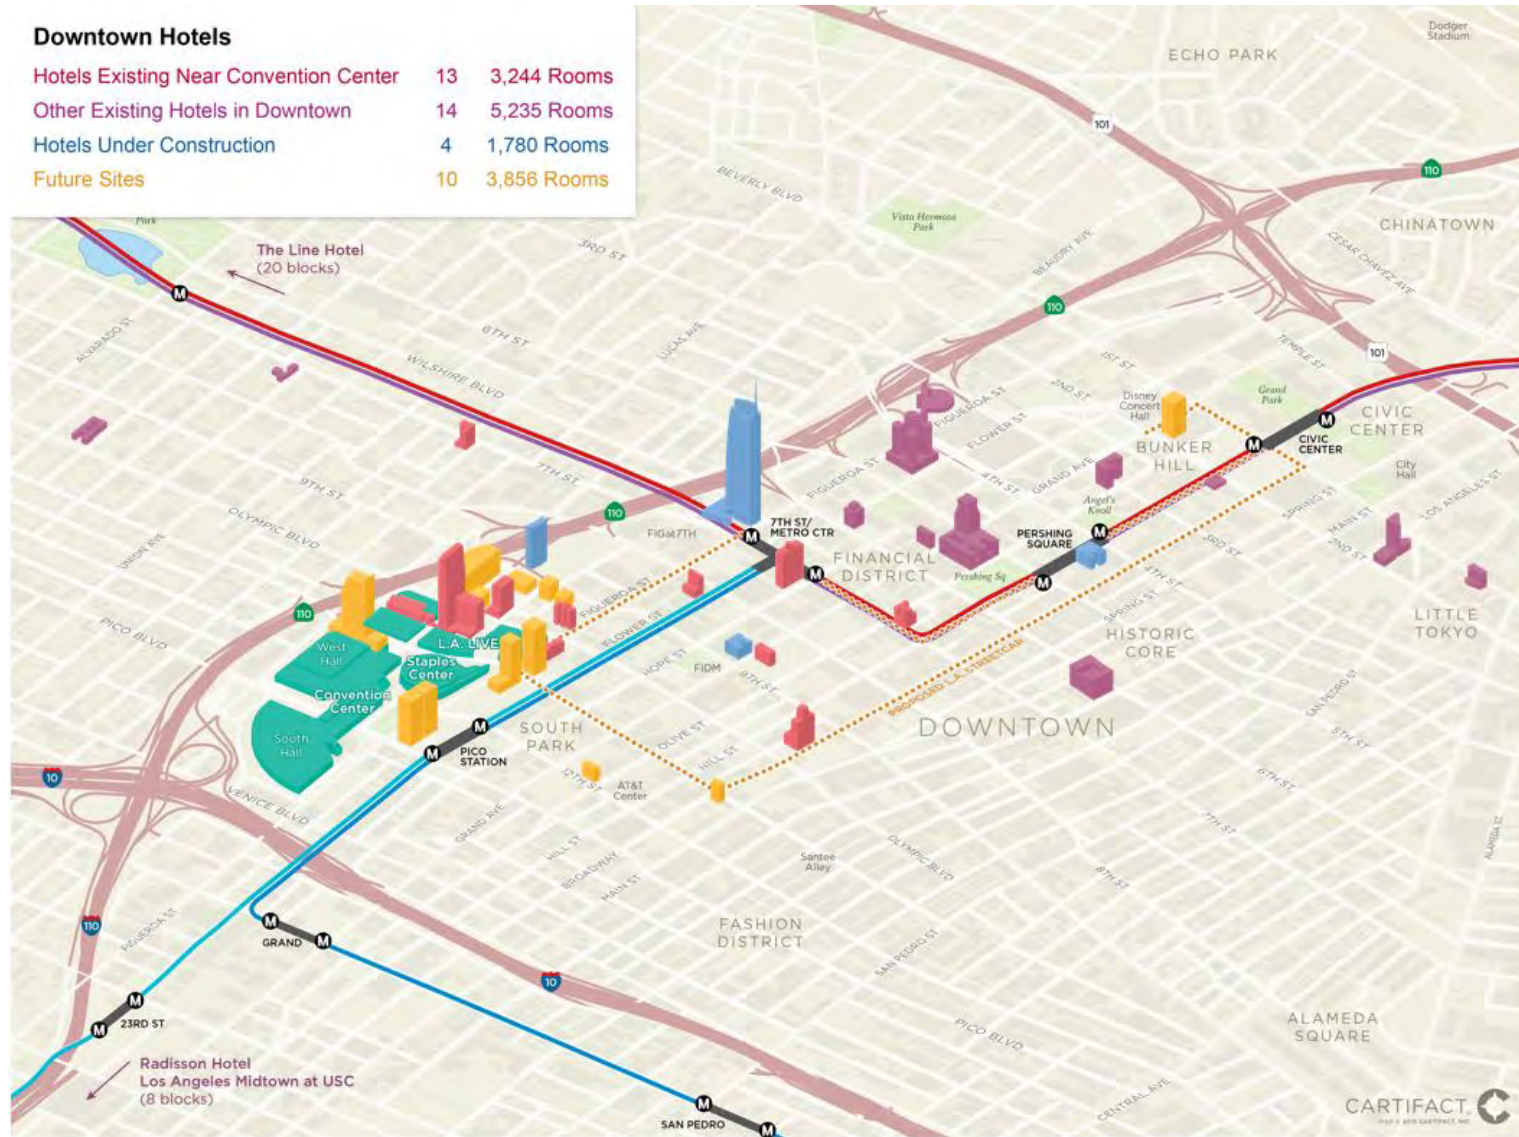 Downtown Hotels
Hotels Existing Near Convention Center 13 3,244 Rooms
Other Existing Hotels in Downtown 14 5,235 Rooms
Hotels Under Construction 4 1,780 Rooms
Future Sites 10 3,856 Rooms
Dodger
Stadium
ECHO PARK
101
110
BEVERLY BLVD
Park
Vista Hermosa
Park
CHINATOWN
The Line Hotel
(20 blocks)
3RD ST
BEAUDRY AVE
CESAR CHAVEZ AVE
M
110
ALVARADO ST
6TH ST
LUCAS AVE
WILSHIRE BLVD
1ST ST
TEMPLE ST
101
2ND ST
Disney
Concert
Hall
Grand
Park
FIGUEROA ST
FLOWER ST
M
CIVIC
CENTER
CIVIC
CENTER
M
BUNKER
HILL
7TH ST
9TH ST
FIGUEROA ST
4TH ST
GRAND AVE
City
Hall
Angel's
Knoll
SPRING ST
MAIN ST
LOS ANGELES ST
2ND ST
OLYMPIC BLVD
110
FIGat7TH
M
7TH ST/
METRO CTR
PERSHING
SQUARE
M
3RD ST
UNION AVE
FINANCIAL
DISTRICT
M
Pershing Sq
M
4TH ST
SPRING ST
110
FIGUEROA ST
FLOWER ST
LITTLE
TOKYO
PICO BLVD
West
Hall
L.A. LIVE
Staples
Center
HISTORIC
CORE
HOPE ST
FIDM
9TH ST
Convention
Center
PROPOSED L.A. STREETCAR
SAN PEDRO ST
South
Hall
M
M
PICO
STATION
SOUTH
PARK
OLIVE ST
HILL ST
DOWNTOWN
5TH ST
10
VENICE BLVD
12TH ST
AT&T
Center
6TH ST
GRAND AVE
7TH ST
HILL ST
BROADWAY
MAIN ST
Santee
Alley
OLYMPIC BLVD
8TH ST
ALAMEDA ST
110
FIGUEROA ST
M
GRAND
M
FASHION
DISTRICT
SAN PEDRO ST
10
M
23RD ST
M
PICO BLVD
ALAMEDA
SQUARE
Radisson Hotel
Los Angeles Midtown at USC
(8 blocks)
CENTRAL AVE
M
SAN PEDRO
M
CARTIFACT
MAP © 2015 CARTIFACT, INC.